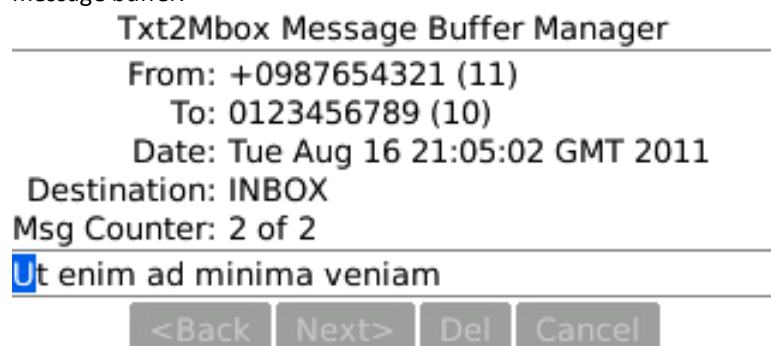 message buffer.
Txt2Mbox Message Buffer Manager
From: +0987654321 (11)
To: 0123456789 (10)
Date: Tue Aug 16 21:05:02 GMT 2011
Destination: INBOX
Msg Counter: 2 of 2
Ut enim ad minima veniam
<Back Next> Del Cancel